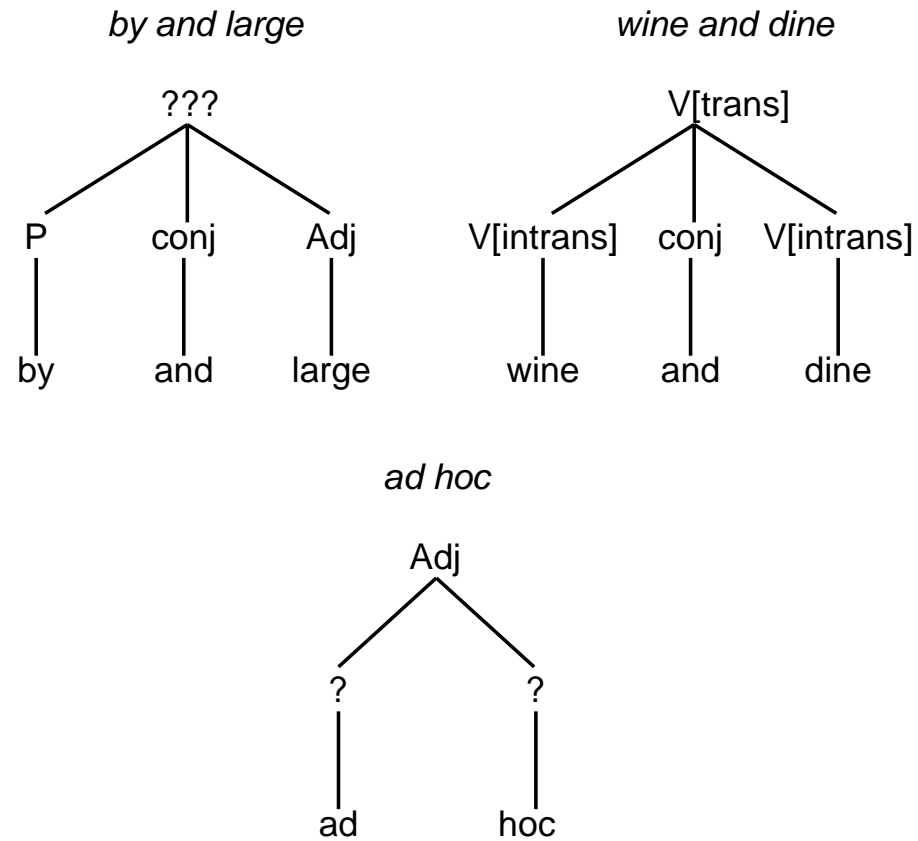 by and large wine and dine
??? V[trans]
P conj Adj V[intrans] conj V[intrans]
by and large wine and dine
ad hoc
Adj
? ?
ad hoc